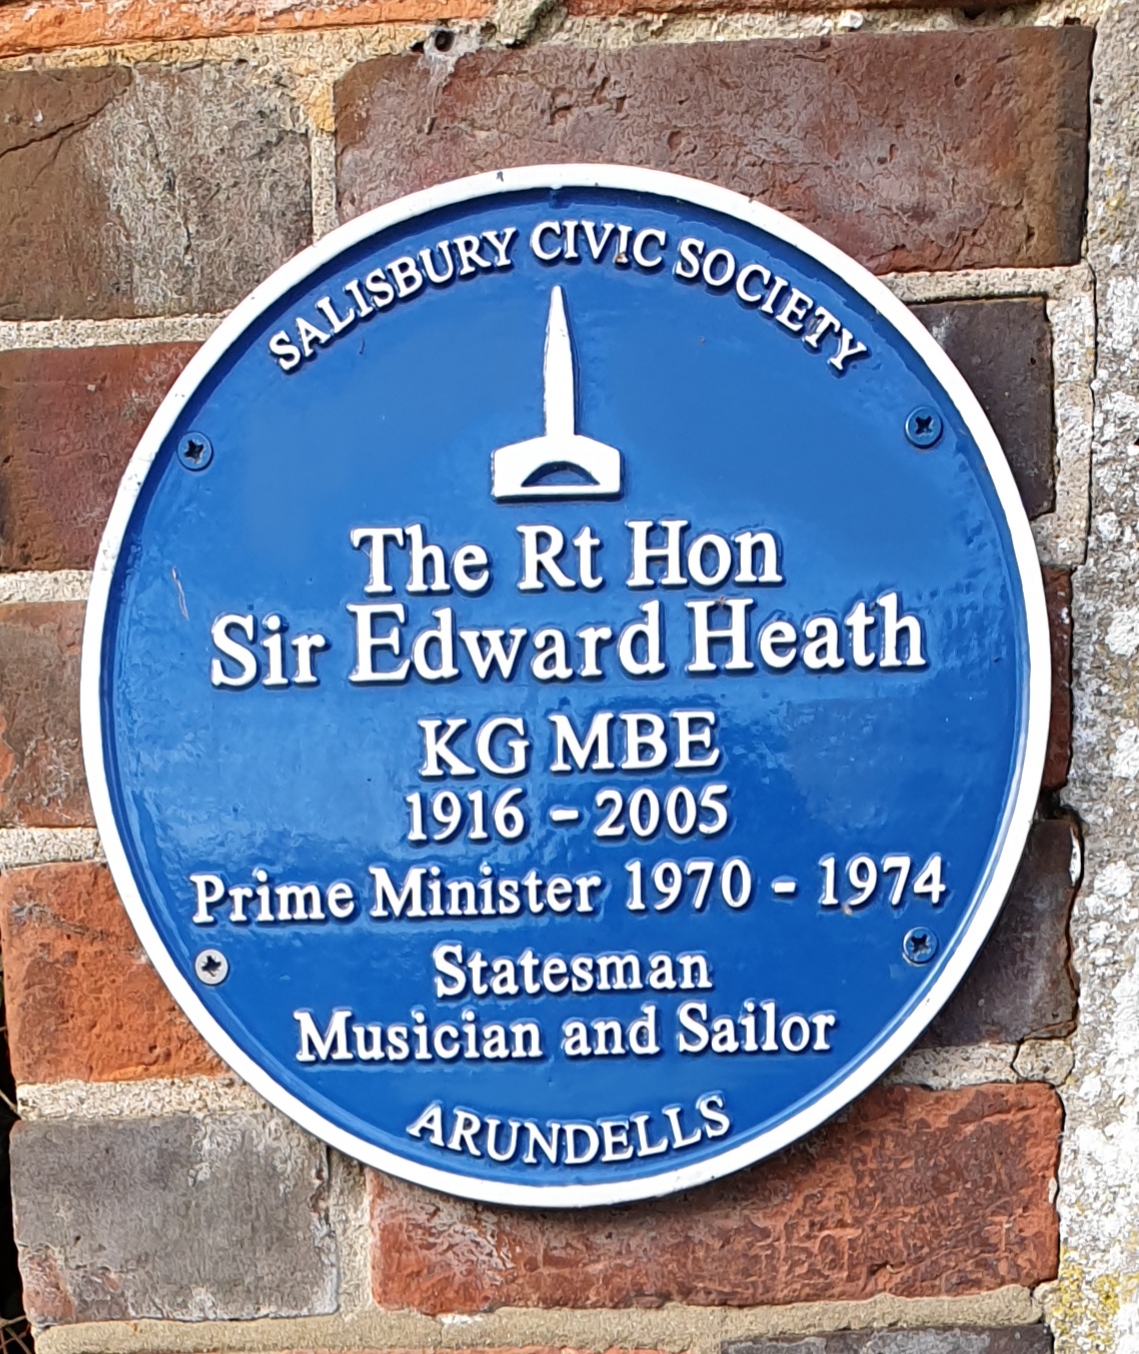 SALISBURY CIVIC SOCIETY
The Rt Hon
Sir Edward Heath
KG MBE
1916 - 2005
Prime Minister 1970 - 1974
Statesman
Musician and Sailor
ARUNDELLS